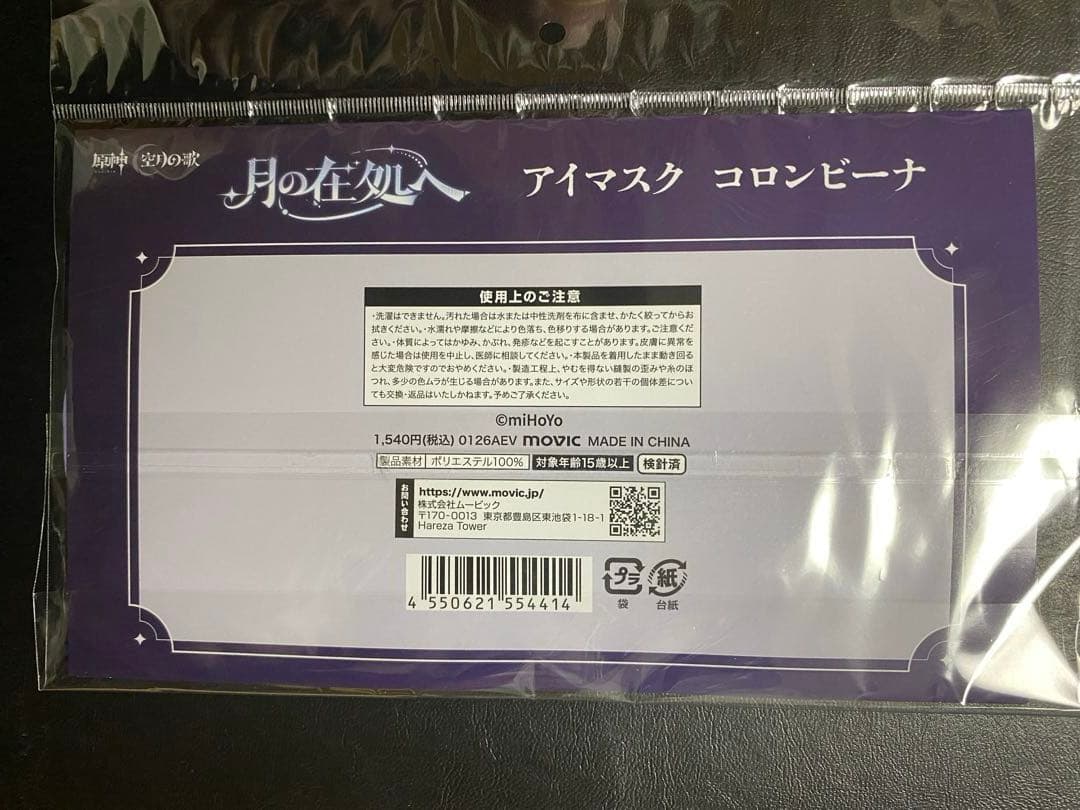 原神 空月の歌
月の在処へ
アイマスク コロンビーナ
使用上のご注意
・洗濯はできません。汚れた場合は水または中性洗剤を布に含ませ、かたく絞ってからお
拭きください。・水濡れや摩擦などにより色落ち、色移りする場合があります。ご注意くださ
い。・体質によってはかゆみ、かぶれ、発疹などを起こすことがあります。皮膚に異常を
感じた場合は使用を中止し、医師に相談してください。・本製品を着用したまま動き回る
と大変危険ですのでおやめください。・製造工程上、やむを得ない縫製の歪みや糸のほ
つれ、多少の色ムラが生じる場合があります。また、サイズや形状の若干の個体差につい
ても交換・返品はいたしかねます。予めご了承ください。
©miHoYo
1,540円(税込) 0126AEV movic MADE IN CHINA
製品素材 ポリエステル100% 対象年齢15歳以上 検針済
お問い合わせ
https://www.movic.jp/
株式会社ムービック
〒170-0013 東京都豊島区東池袋1-18-1
Hareza Tower
4 550621 554414
プラ 紙
袋 台紙